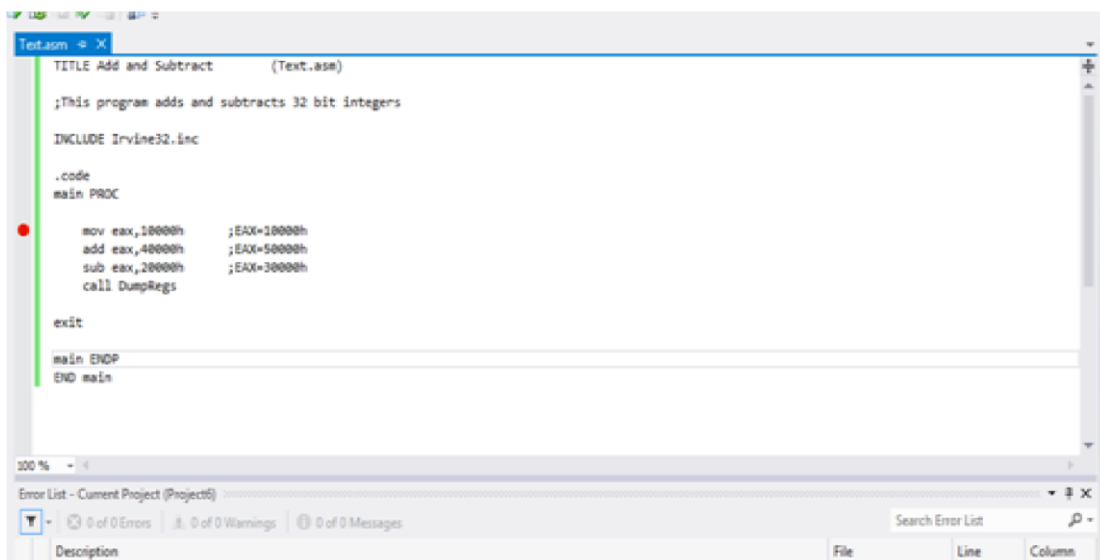 Text.asm
TITLE Add and Subtract (Text.asm)
;This program adds and subtracts 32 bit integers
INCLUDE Irvine32.inc
.code
main PROC
mov eax,10000h ;EAX=10000h
add eax,40000h ;EAX=50000h
sub eax,20000h ;EAX=30000h
call DumpRegs
exit
main ENDP
END main
100 %
Error List - Current Project (Project6)
0 of 0 Errors 0 of 0 Warnings 0 of 0 Messages Search Error List
Description File Line Column